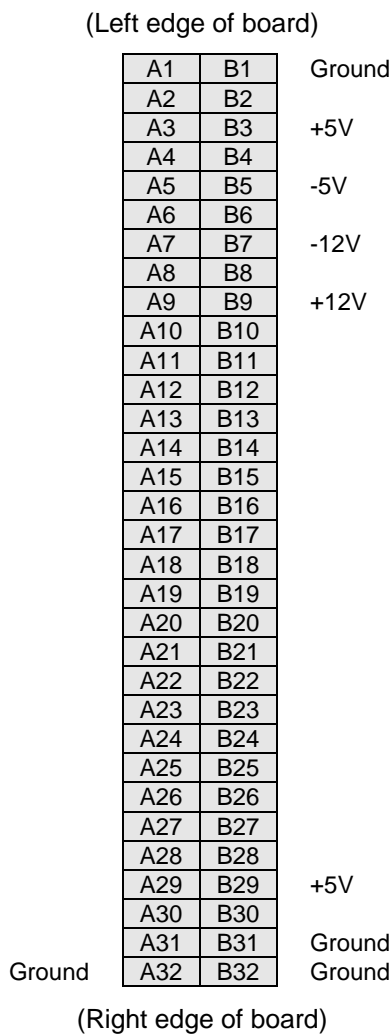 (Left edge of board)
A1 B1 Ground
A2 B2
A3 B3 +5V
A4 B4
A5 B5 -5V
A6 B6
A7 B7 -12V
A8 B8
A9 B9 +12V
A10 B10
A11 B11
A12 B12
A13 B13
A14 B14
A15 B15
A16 B16
A17 B17
A18 B18
A19 B19
A20 B20
A21 B21
A22 B22
A23 B23
A24 B24
A25 B25
A26 B26
A27 B27
A28 B28
A29 B29 +5V
A30 B30
A31 B31 Ground
Ground A32 B32 Ground
(Right edge of board)